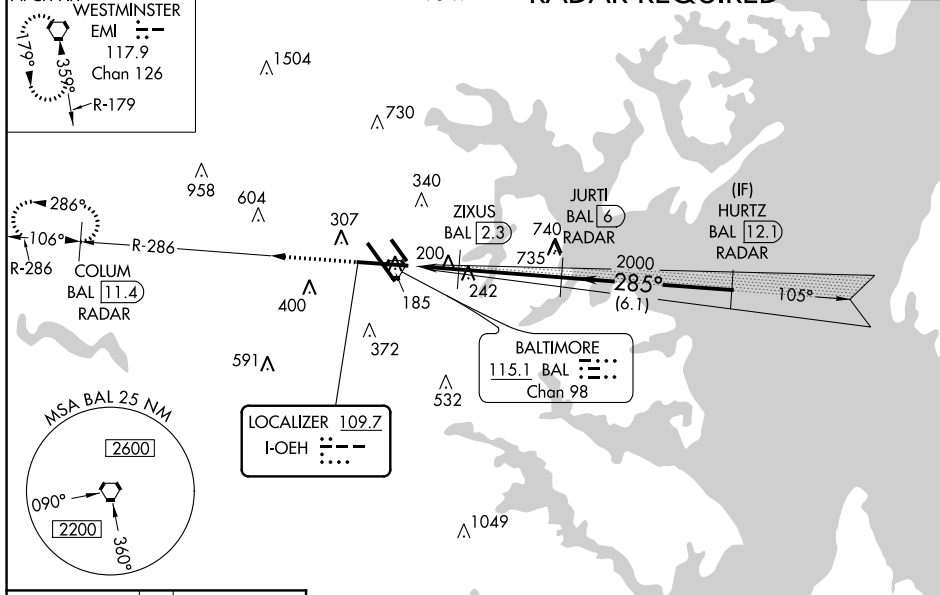 RADAR REQUIRED
WESTMINSTER
EMI
117.9
Chan 126
179°
359°
R-179
1504
730
958
604
340
307
ZIXUS
BAL 2.3
JURTI
BAL 6
RADAR
(IF)
HURTZ
BAL 12.1
RADAR
286°
106°
R-286
R-286
COLUM
BAL 11.4
RADAR
200
740
735
2000
285°
(6.1)
105°
242
185
400
372
591
532
BALTIMORE
115.1 BAL
Chan 98
LOCALIZER 109.7
I-OEH
MSA BAL 25 NM
2600
090°
2200
360°
1049